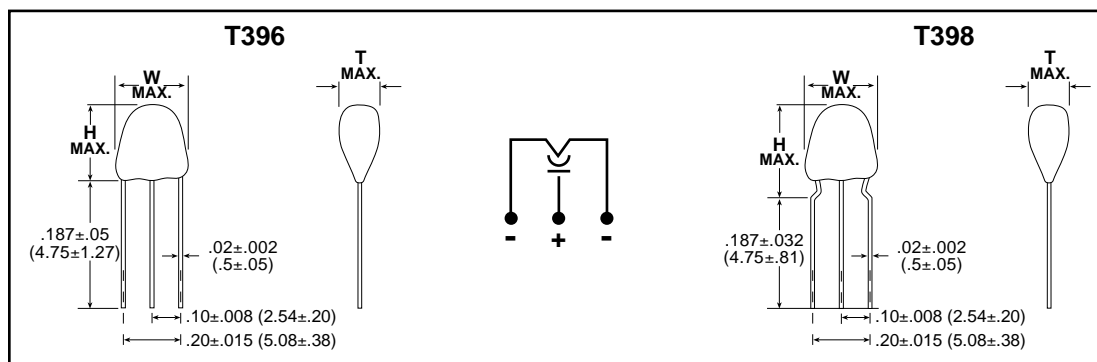 T396
W
MAX.
T
MAX.
H
MAX.
.187±.05
(4.75±1.27)
.02±.002
(.5±.05)
.10±.008 (2.54±.20)
.20±.015 (5.08±.38)
- + -
T398
W
MAX.
T
MAX.
H
MAX.
.187±.032
(4.75±.81)
.02±.002
(.5±.05)
.10±.008 (2.54±.20)
.20±.015 (5.08±.38)